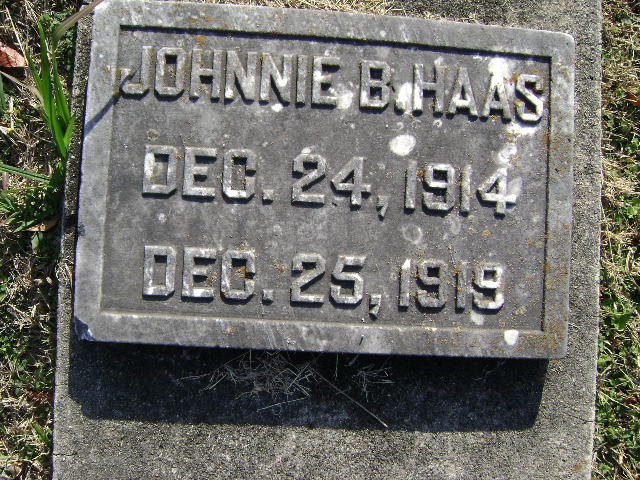 JOHNNIE B. HAAS
DEC. 24, 1914
DEC. 25, 1919